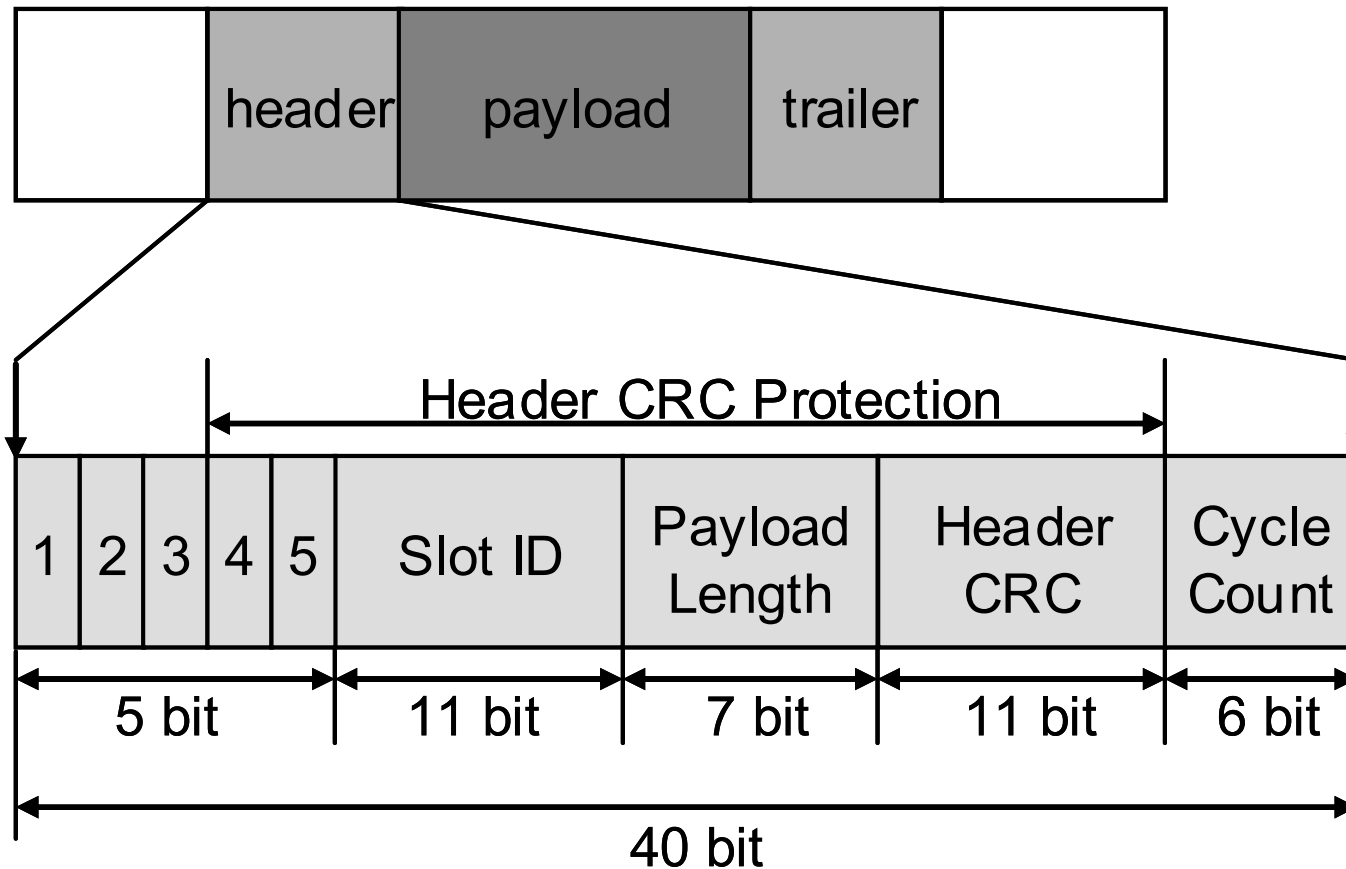 header payload trailer
Header CRC Protection
1 2 3 4 5 Slot ID Payload Length Header CRC Cycle Count
5 bit 11 bit 7 bit 11 bit 6 bit
40 bit